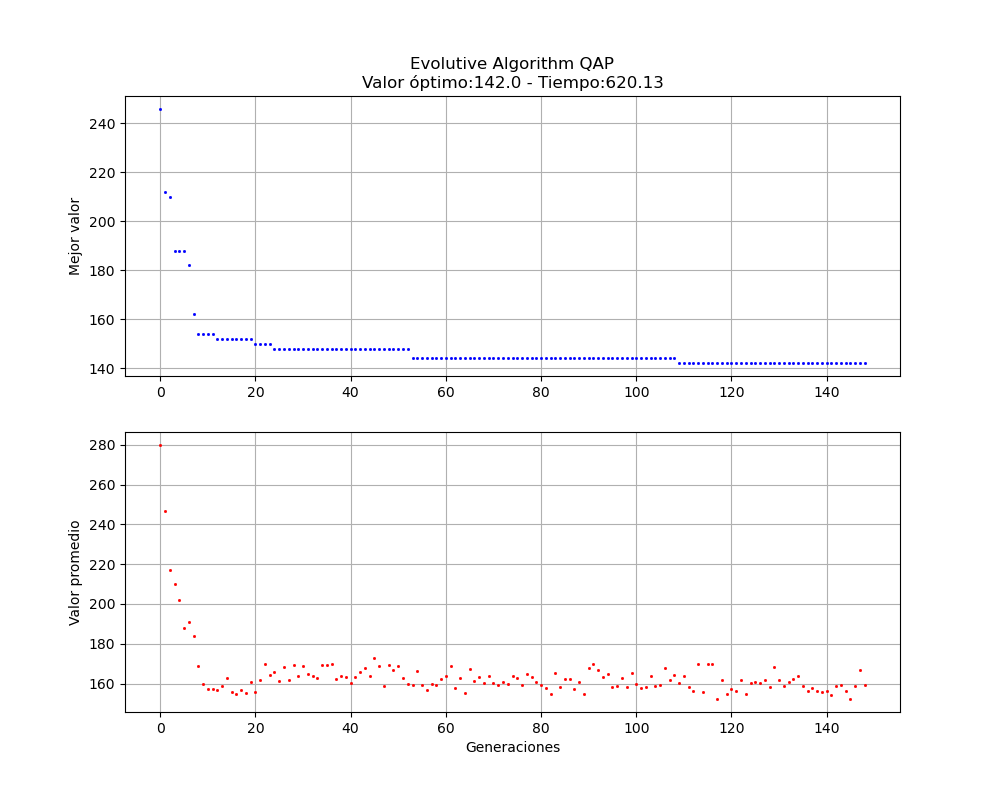 Evolutive Algorithm QAP
Valor óptimo:142.0 - Tiempo:620.13
Mejor valor
240
220
200
180
160
140
0 20 40 60 80 100 120 140
Valor promedio
280
260
240
220
200
180
160
0 20 40 60 80 100 120 140
Generaciones